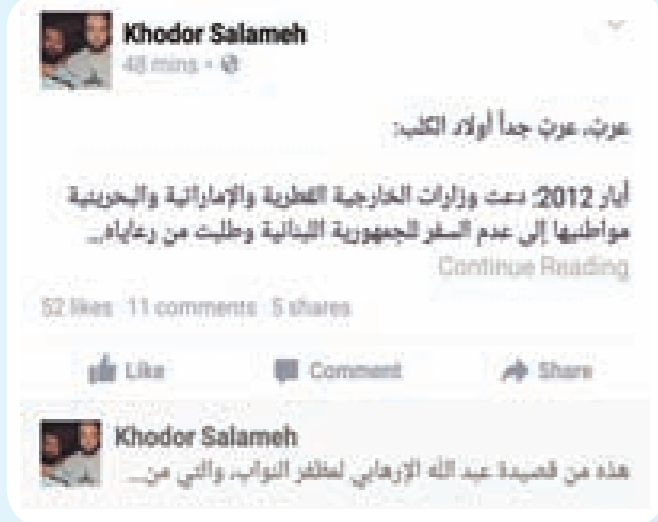 Khodor Salameh
48 mins
عربٌ، عربٌ جداً أولاد الكلب:
أيار 2012: دعت وزارات الخارجية القطرية والإماراتية والبحرينية
مواطنيها إلى عدم السفر للجمهورية اللبنانية وطلبت من رعاياه...
Continue Reading
52 likes 11 comments 5 shares
Like Comment Share
Khodor Salameh
هذه من قصيدة عبد الله الإرهابي لمظفر النواب، والتي من...